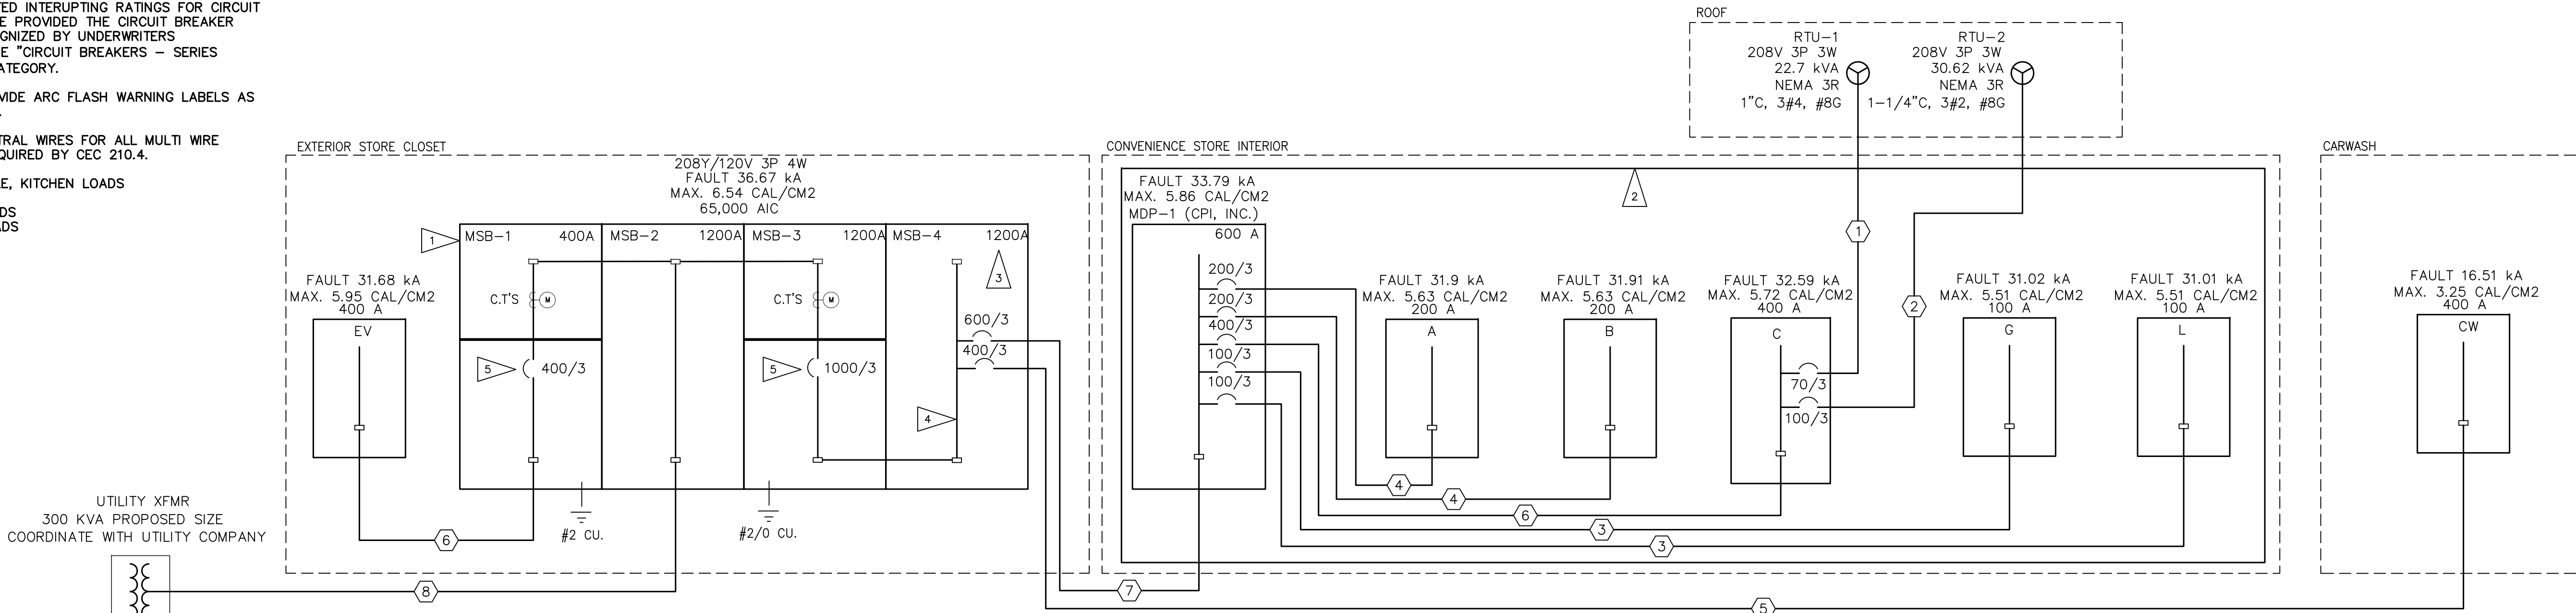 TED INTERUPTING RATINGS FOR CIRCUIT
E PROVIDED THE CIRCUIT BREAKER
GNIZED BY UNDERWRITERS
E "CIRCUIT BREAKERS – SERIES
ATEGORY.
VIDE ARC FLASH WARNING LABELS AS
TRAL WIRES FOR ALL MULTI WIRE
QUIRED BY CEC 210.4.
E, KITCHEN LOADS
DS
ADS
ROOF
RTU-1
208V 3P 3W
22.7 kVA
NEMA 3R
1"C, 3#4, #8G
RTU-2
208V 3P 3W
30.62 kVA
NEMA 3R
1-1/4"C, 3#2, #8G
EXTERIOR STORE CLOSET
208Y/120V 3P 4W
FAULT 36.67 kA
MAX. 6.54 CAL/CM2
65,000 AIC
1
MSB-1 400A
MSB-2 1200A
MSB-3 1200A
MSB-4 1200A
3
C.T'S
M
C.T'S
M
FAULT 31.68 kA
MAX. 5.95 CAL/CM2
400 A
EV
5
400/3
5
1000/3
600/3
400/3
4
#2 CU.
#2/0 CU.
6
UTILITY XFMR
300 KVA PROPOSED SIZE
COORDINATE WITH UTILITY COMPANY
8
CONVENIENCE STORE INTERIOR
2
FAULT 33.79 kA
MAX. 5.86 CAL/CM2
MDP-1 (CPI, INC.)
600 A
200/3
200/3
400/3
100/3
100/3
FAULT 31.9 kA
MAX. 5.63 CAL/CM2
200 A
A
FAULT 31.91 kA
MAX. 5.63 CAL/CM2
200 A
B
FAULT 32.59 kA
MAX. 5.72 CAL/CM2
400 A
C
70/3
100/3
1
2
FAULT 31.02 kA
MAX. 5.51 CAL/CM2
100 A
G
FAULT 31.01 kA
MAX. 5.51 CAL/CM2
100 A
L
4
4
6
3
3
7
5
CARWASH
FAULT 16.51 kA
MAX. 3.25 CAL/CM2
400 A
CW